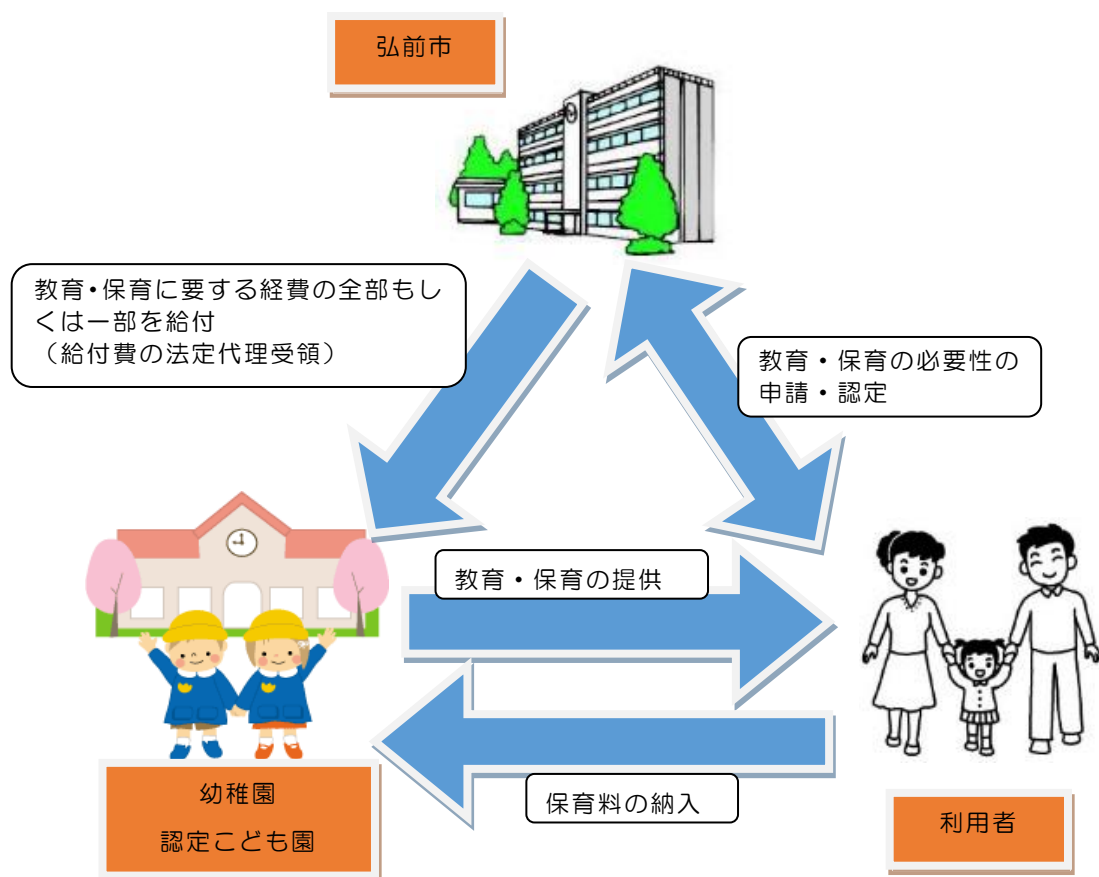 弘前市
教育・保育に要する経費の全部もし
くは一部を給付
（給付費の法定代理受領）
教育・保育の必要性の
申請・認定
教育・保育の提供
保育料の納入
幼稚園
認定こども園
利用者